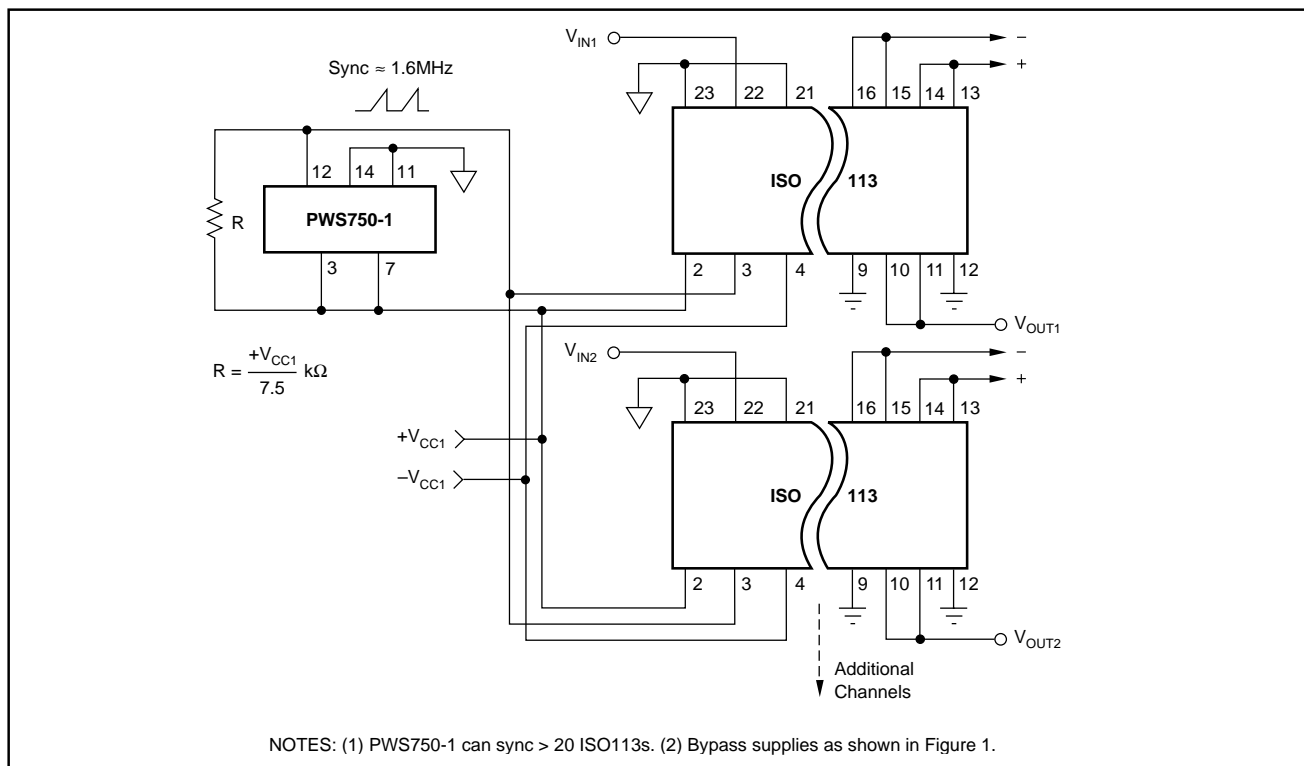 V_IN1
−
+
Sync ≈ 1.6MHz
23 22 21 16 15 14 13
12 14 11
ISO 113
PWS750-1
R
3 7
2 3 4 9 10 11 12
V_OUT1
V_IN2
−
+
R = +V_CC1 / 7.5 kΩ
23 22 21 16 15 14 13
+V_CC1
−V_CC1
ISO 113
2 3 4 9 10 11 12
V_OUT2
Additional
Channels
NOTES: (1) PWS750-1 can sync > 20 ISO113s. (2) Bypass supplies as shown in Figure 1.